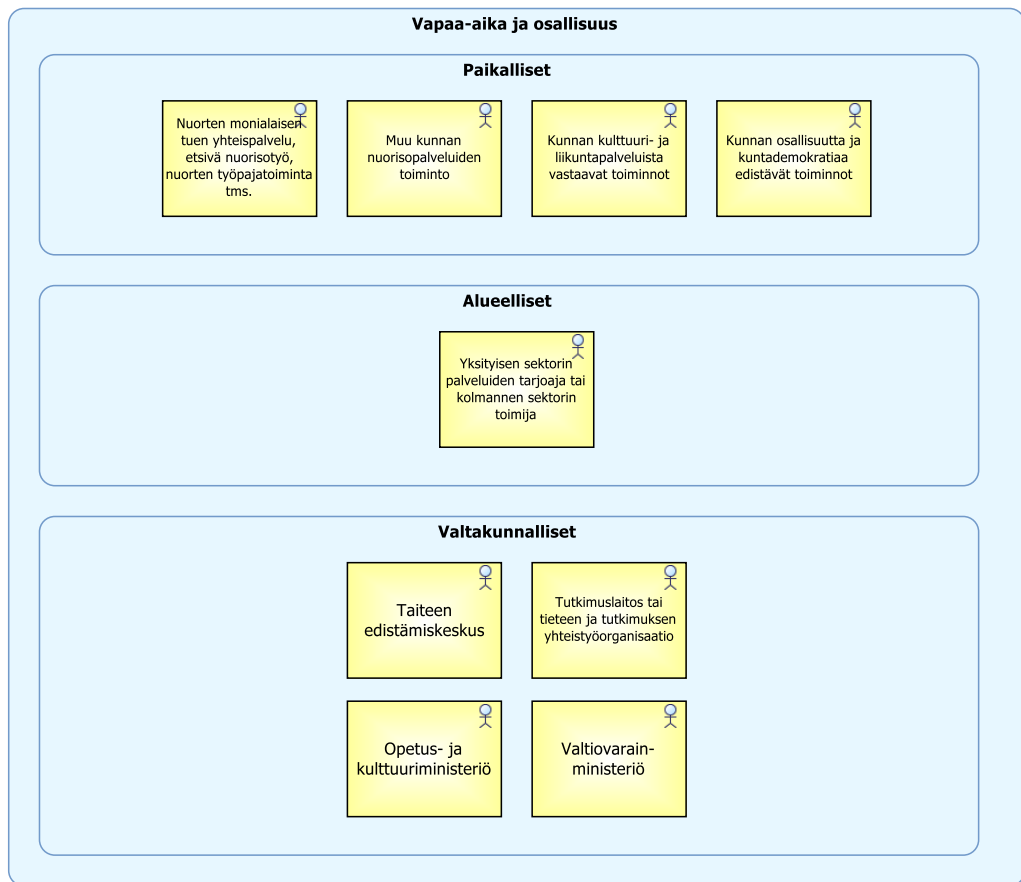 Vapaa-aika ja osallisuus
Paikalliset
Nuorten monialaisen
tuen yhteispalvelu,
etsivä nuorisotyö,
nuorten työpajatoiminta
tms.
Muu kunnan
nuorisopalveluiden
toiminto
Kunnan kulttuuri- ja
liikuntapalveluista
vastaavat toiminnot
Kunnan osallisuutta ja
kuntademokratiaa
edistävät toiminnot
Alueelliset
Yksityisen sektorin
palveluiden tarjoaja tai
kolmannen sektorin
toimija
Valtakunnalliset
Taiteen
edistämiskeskus
Tutkimuslaitos tai
tieteen ja tutkimuksen
yhteistyöorganisaatio
Opetus- ja
kulttuuriministeriö
Valtiovarain-
ministeriö